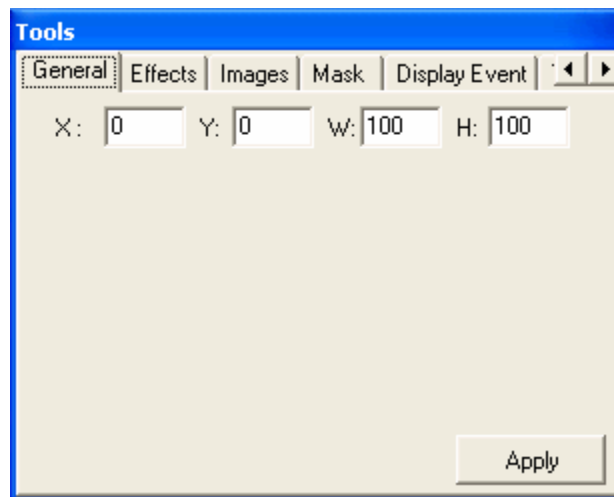 Tools
General Effects Images Mask Display Event
X: 0 Y: 0 W: 100 H: 100
Apply